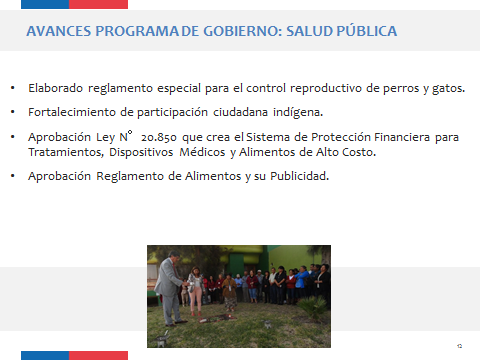 AVANCES PROGRAMA DE GOBIERNO: SALUD PÚBLICA
• Elaborado reglamento especial para el control reproductivo de perros y gatos.
• Fortalecimiento de participación ciudadana indígena.
• Aprobación Ley N° 20.850 que crea el Sistema de Protección Financiera para
Tratamientos, Dispositivos Médicos y Alimentos de Alto Costo.
• Aprobación Reglamento de Alimentos y su Publicidad.
12